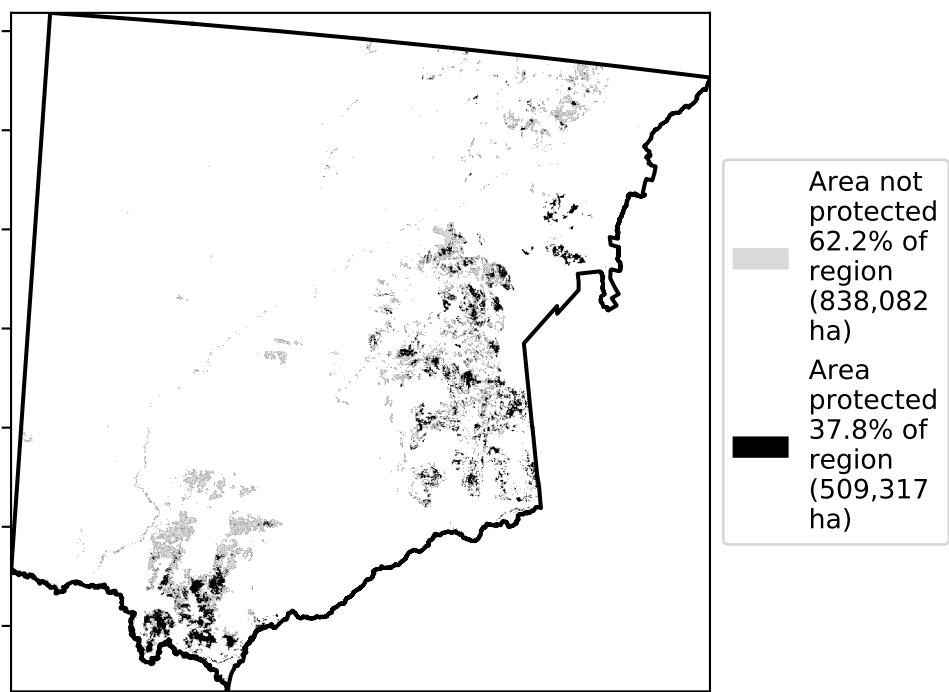 Area not
protected
62.2% of
region
(838,082
ha)
Area
protected
37.8% of
region
(509,317
ha)